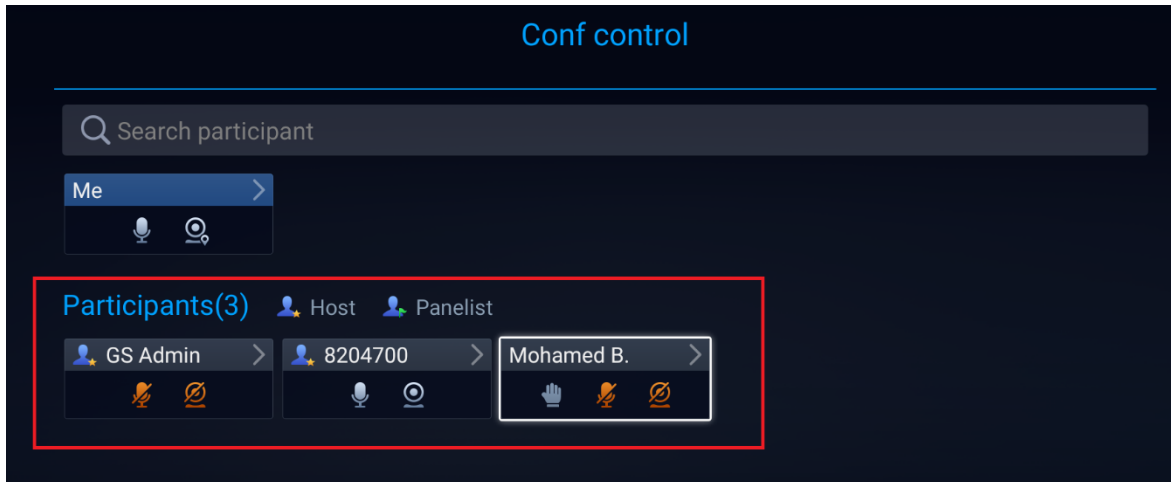 Conf control
Search participant
Me
Participants(3) Host Panelist
GS Admin 8204700 Mohamed B.